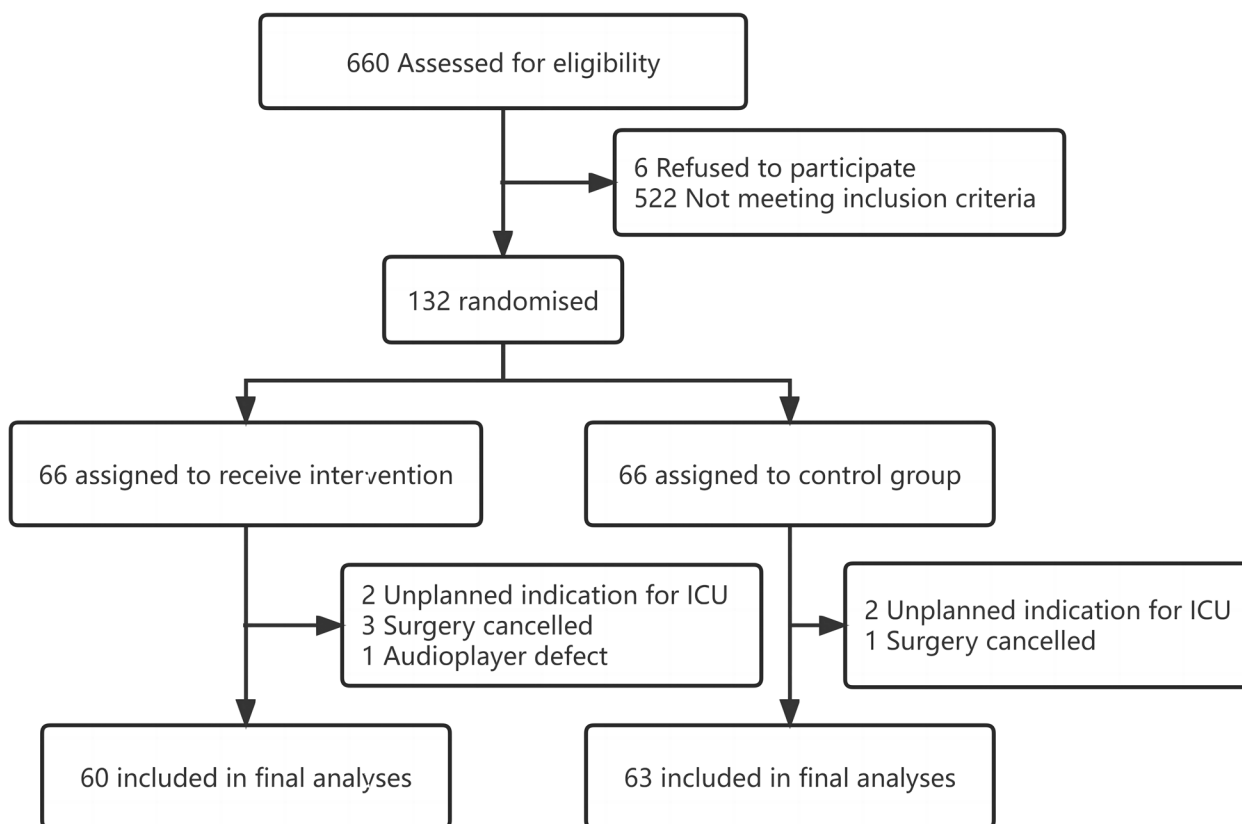 660 Assessed for eligibility
6 Refused to participate
522 Not meeting inclusion criteria
132 randomised
66 assigned to receive intervention
66 assigned to control group
2 Unplanned indication for ICU
3 Surgery cancelled
1 Audioplayer defect
2 Unplanned indication for ICU
1 Surgery cancelled
60 included in final analyses
63 included in final analyses